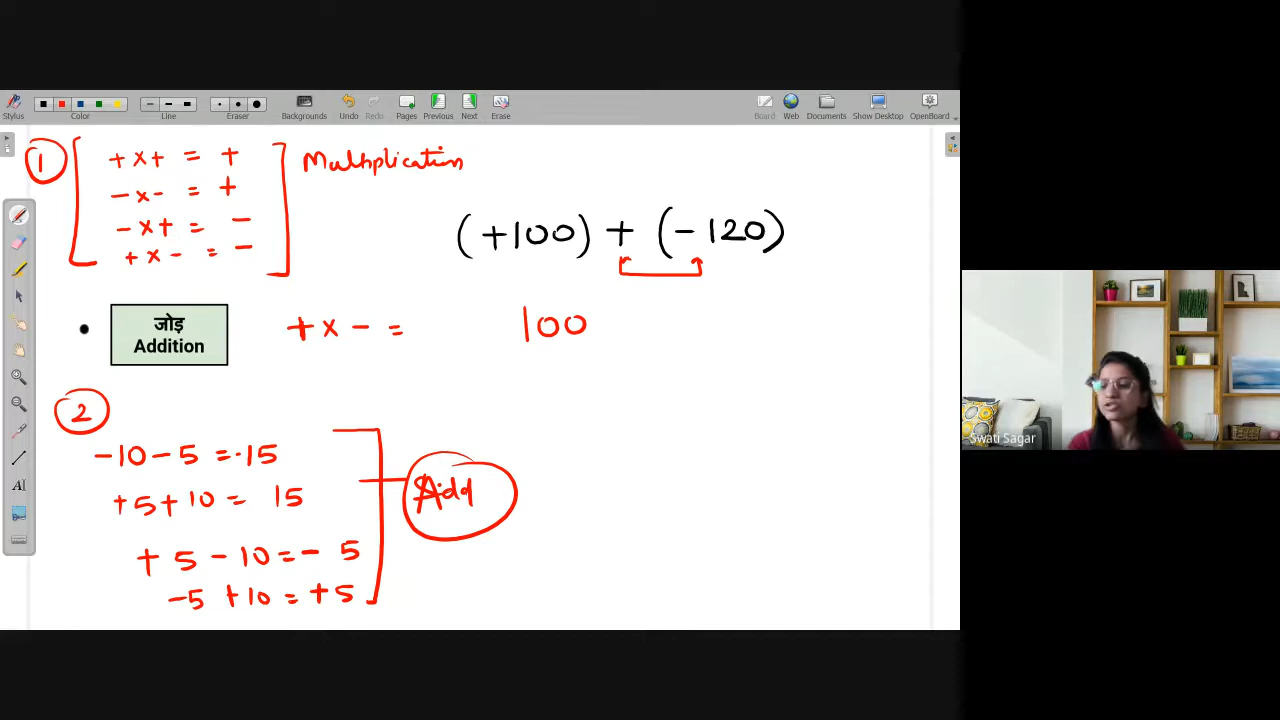 Stylus
Color
Line
Eraser
Backgrounds
Undo
Redo
Pages
Previous
Next
Erase
Board
Web
Documents
Show Desktop
OpenBoard
1
+ x + = +
- x - = +
- x + = -
+ x - = -
Multiplication
(+100) + (-120)
जोड़
Addition
+ x - =
100
2
-10 - 5 = -15
+5 + 10 = 15
+ 5 - 10 = - 5
-5 + 10 = + 5
Add
Swati Sagar